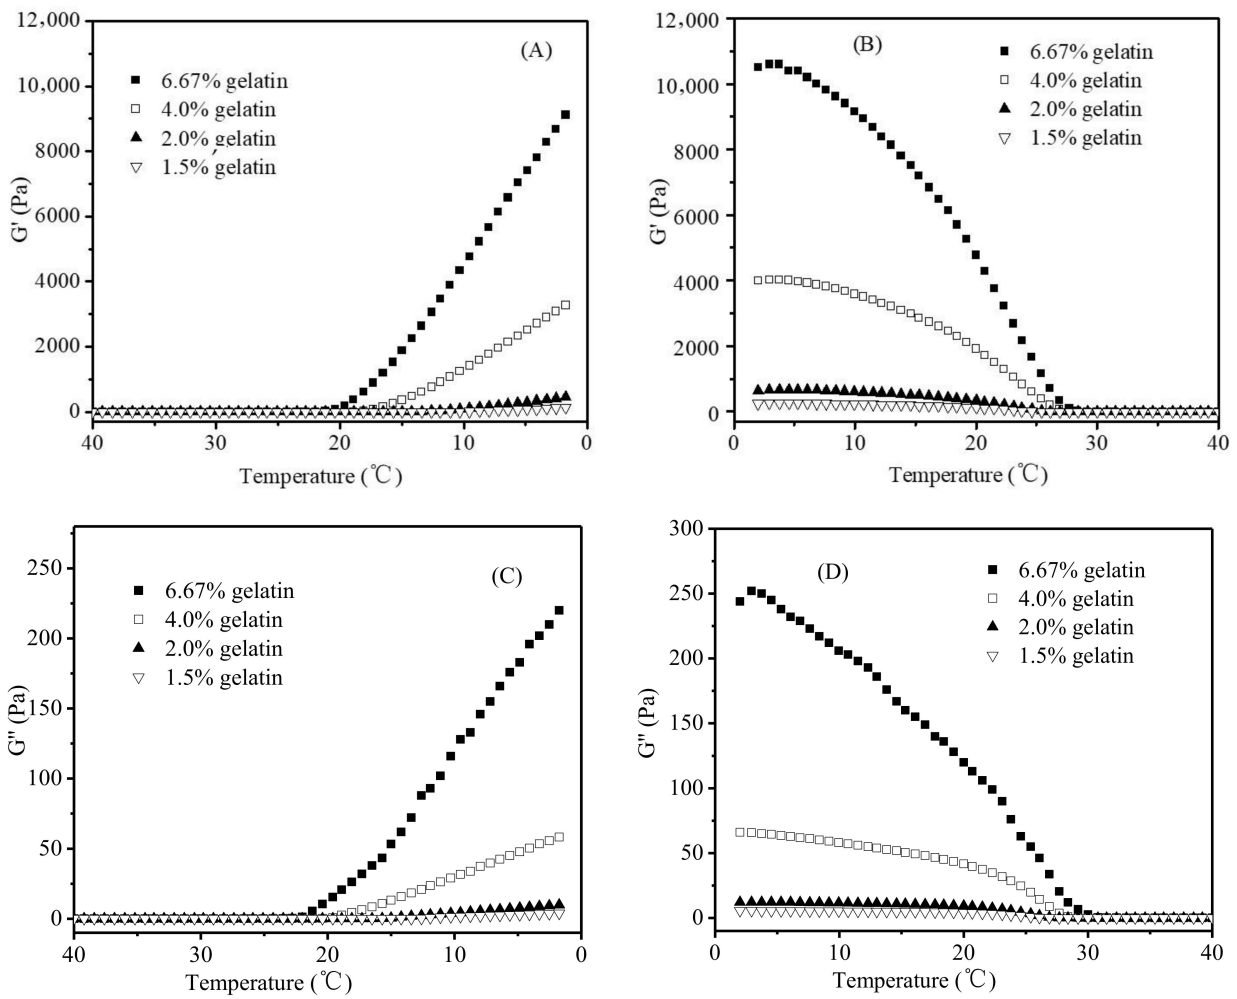 12,000
10,000
8000
6000
4000
2000
0
G' (Pa)
(A)
6.67% gelatin
4.0% gelatin
2.0% gelatin
1.5% gelatin
40 30 20 10 0
Temperature (℃)
12,000
10,000
8000
6000
4000
2000
0
G' (Pa)
(B)
6.67% gelatin
4.0% gelatin
2.0% gelatin
1.5% gelatin
0 10 20 30 40
Temperature (℃)
250
200
150
100
50
0
G" (Pa)
(C)
6.67% gelatin
4.0% gelatin
2.0% gelatin
1.5% gelatin
40 30 20 10 0
Temperature (℃)
300
250
200
150
100
50
0
G" (Pa)
(D)
6.67% gelatin
4.0% gelatin
2.0% gelatin
1.5% gelatin
0 10 20 30 40
Temperature (℃)